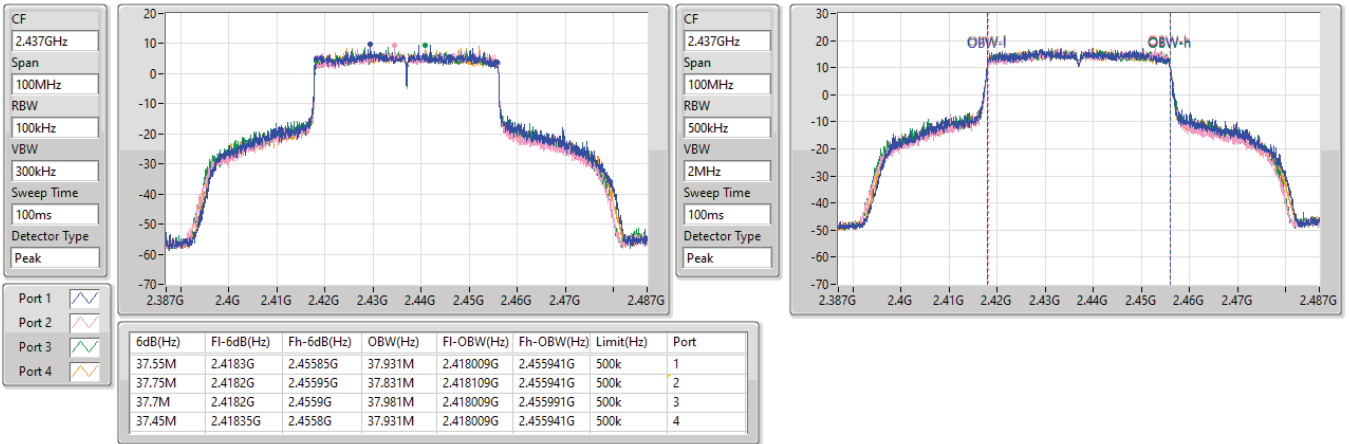 CF
2.437GHz
Span
100MHz
RBW
100kHz
VBW
300kHz
Sweep Time
100ms
Detector Type
Peak
20
10
0
-10
-20
-30
-40
-50
-60
-70
2.387G 2.4G 2.41G 2.42G 2.43G 2.44G 2.45G 2.46G 2.47G 2.487G
CF
2.437GHz
Span
100MHz
RBW
500kHz
VBW
2MHz
Sweep Time
100ms
Detector Type
Peak
30
20
10
0
-10
-20
-30
-40
-50
-60
-70
OBW-l OBW-h
2.387G 2.4G 2.41G 2.42G 2.43G 2.44G 2.45G 2.46G 2.47G 2.487G
Port 1
Port 2
Port 3
Port 4
6dB(Hz) Fl-6dB(Hz) Fh-6dB(Hz) OBW(Hz) Fl-OBW(Hz) Fh-OBW(Hz) Limit(Hz) Port
37.55M 2.4183G 2.45585G 37.931M 2.418009G 2.455941G 500k 1
37.75M 2.4182G 2.45595G 37.831M 2.418109G 2.455941G 500k 2
37.7M 2.4182G 2.4559G 37.981M 2.418009G 2.455991G 500k 3
37.45M 2.41835G 2.4558G 37.931M 2.418009G 2.455941G 500k 4